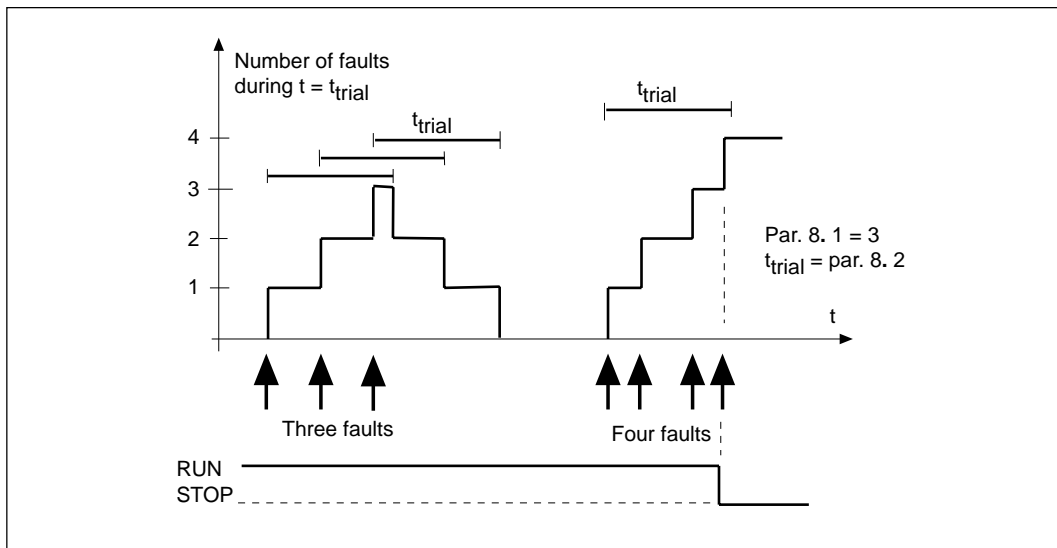 Number of faults
during t = ttrial
ttrial
ttrial
4
3
2
1
Par. 8. 1 = 3
ttrial = par. 8. 2
t
Three faults
Four faults
RUN
STOP